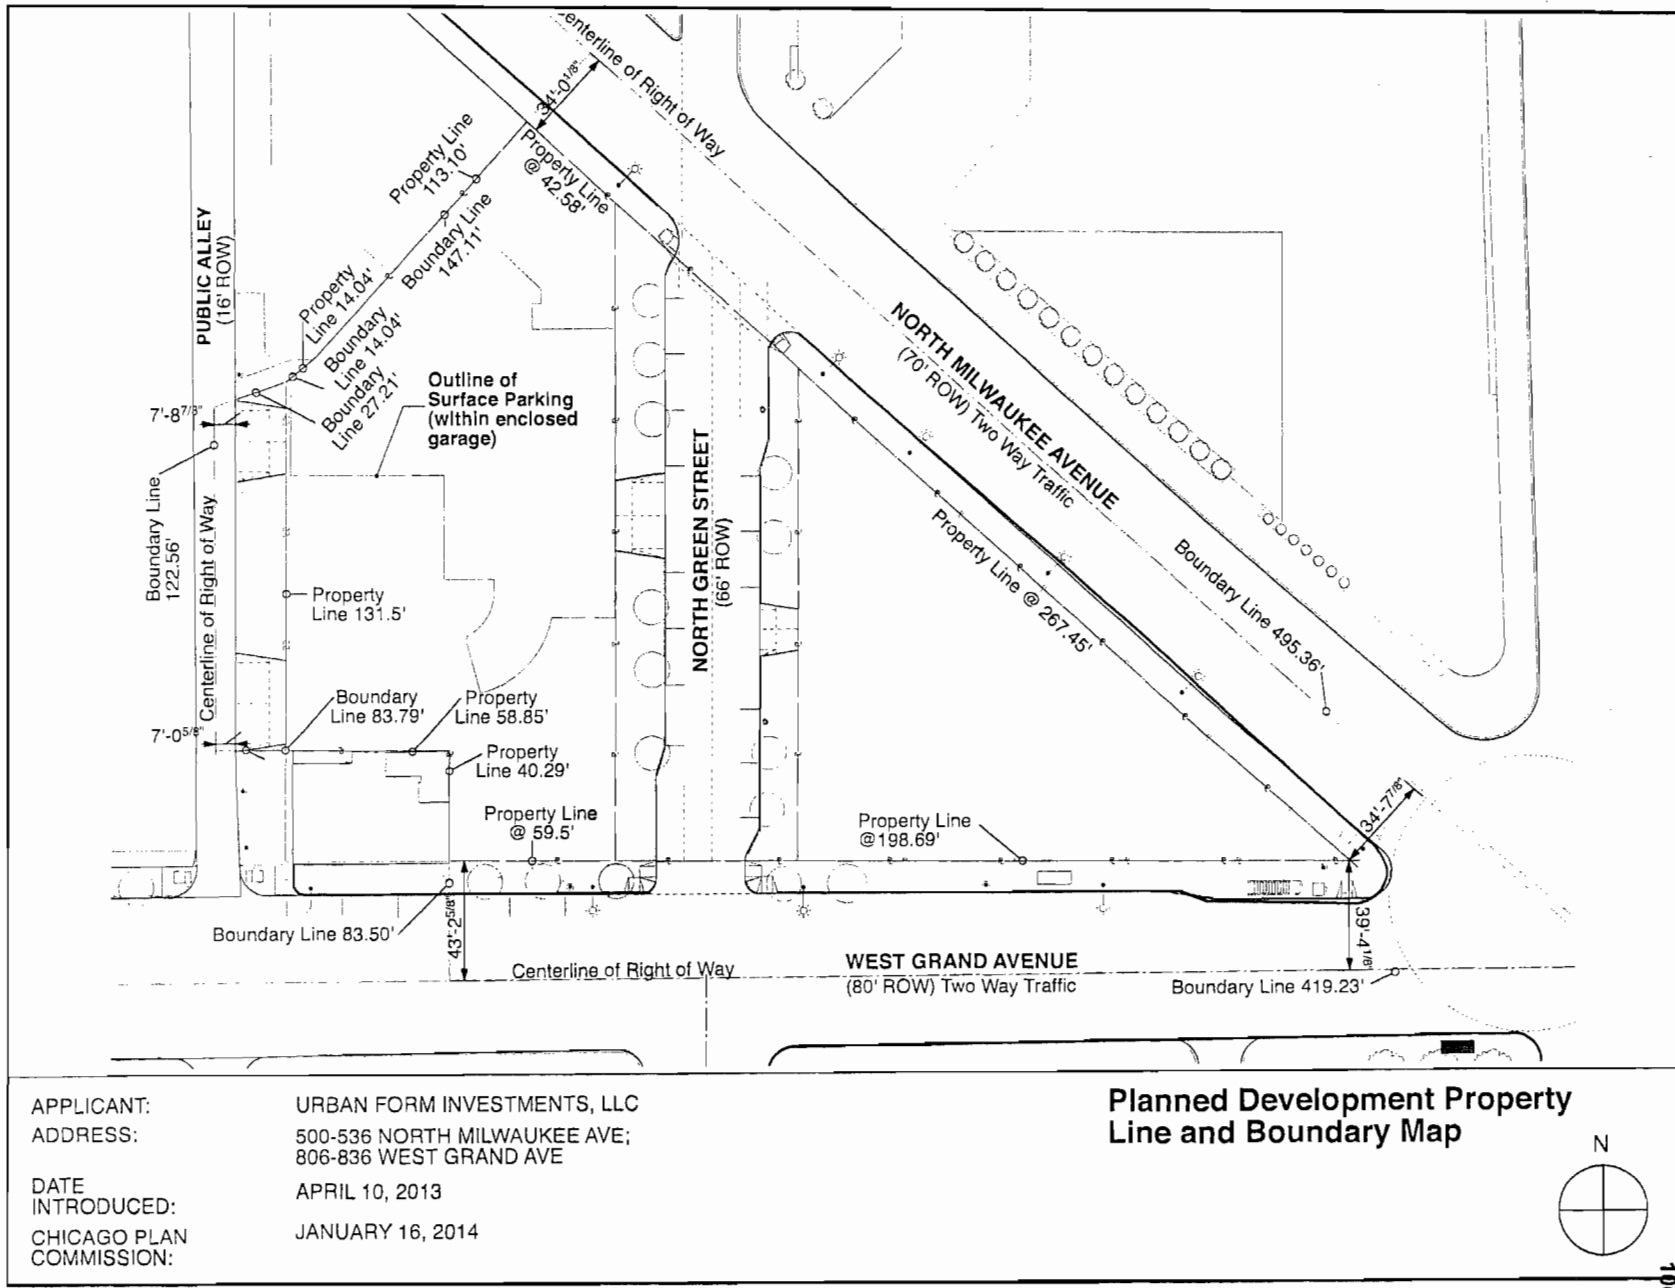 Centerline of Right of Way
34'-0 1/8"
Property Line
113.10'
Property Line
@ 42.58'
Boundary Line
147.11'
PUBLIC ALLEY
(16' ROW)
Property
Line 14.04'
Boundary
Line 14.04'
Boundary
Line 27.21'
7'-8 7/8"
Outline of
Surface Parking
(within enclosed
garage)
NORTH MILWAUKEE AVENUE
(70' ROW) Two Way Traffic
Boundary Line
122.56'
Centerline of Right of Way
NORTH GREEN STREET
(66' ROW)
Property Line @ 267.45'
Boundary Line 495.36'
Property
Line 131.5'
7'-0 5/8"
Boundary
Line 83.79'
Property
Line 58.85'
Property
Line 40.29'
Property Line
@ 59.5'
Property Line
@198.69'
34'-7 7/8"
Boundary Line 83.50'
43'-2 5/8"
39'-4 1/8"
Centerline of Right of Way
WEST GRAND AVENUE
(80' ROW) Two Way Traffic
Boundary Line 419.23'
APPLICANT: URBAN FORM INVESTMENTS, LLC
ADDRESS: 500-536 NORTH MILWAUKEE AVE;
806-836 WEST GRAND AVE
DATE
INTRODUCED: APRIL 10, 2013
CHICAGO PLAN
COMMISSION: JANUARY 16, 2014
Planned Development Property
Line and Boundary Map
N